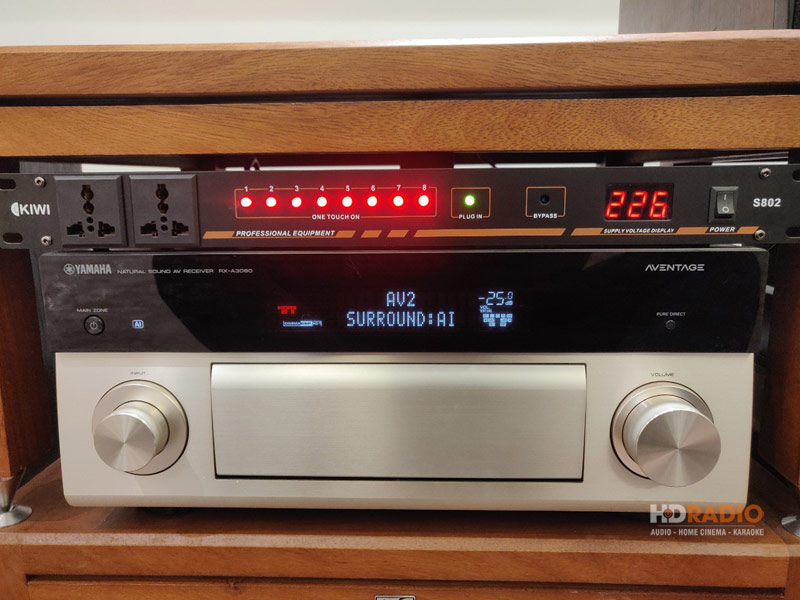 1 2 3 4 5 6 7 8
KIWI
ONE TOUCH ON
PLUG IN
BYPASS
226
I
S802
PROFESSIONAL EQUIPMENT
SUPPLY VOLTAGE DISPLAY
POWER
YAMAHA NATURAL SOUND AV RECEIVER RX-A3080
AVENTAGE
MAIN ZONE
AI
AV2
SURROUND:AI
-25.0
dB
VOL.
PURE DIRECT
INPUT
VOLUME
HDRADIO
AUDIO - HOME CINEMA - KARAOKE